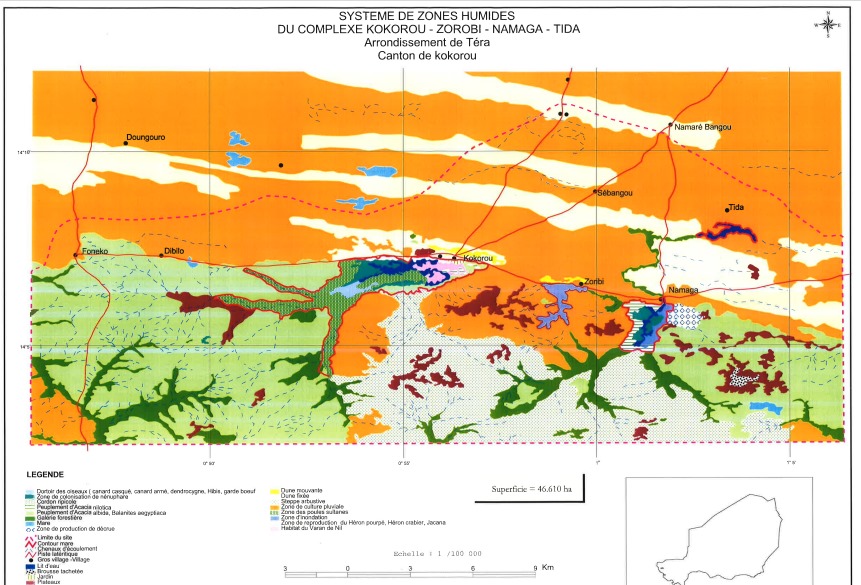 SYSTEME DE ZONES HUMIDES
DU COMPLEXE KOKOROU - ZOROBI - NAMAGA - TIDA
Arrondissement de Téra
Canton de kokorou
Doungouro
Namaré Bangou
14°10'
Sébangou
Tida
Foneko
Dibilo
Kokorou
Zoribi
Namaga
14°5'
0°50'
0°55'
1°
1°5'
LEGENDE
Dortoir des oiseaux ( canard casqué, canard armé, dendrocygne, Hibis, garde boeuf
Zone de colonisation de nénuphare
Cordon ripicole
Peuplement d'Acacia nilotica
Peuplement d'Acacia albida, Belanites aegyptiaca
Galérie forestière
Mare
Zone de production de décrue
Limite du site
Contour mare
Chenaux d'écoulement
Piste latéritique
Gros village -Village
Lit d'eau
Brousse tachetée
Jardin
Plateaux
Dune mouvante
Dune fixée
Steppe arbustive
Zone de culture pluviale
Zone des poules sultanes
Zone d'inondation
Zone de reproduction du Héron pourpé, Héron crabier, Jacana
Habitat du Varan de Nil
Superficie = 46.610 ha
Echelle : 1 /100 000
3 0 3 6 9 Km